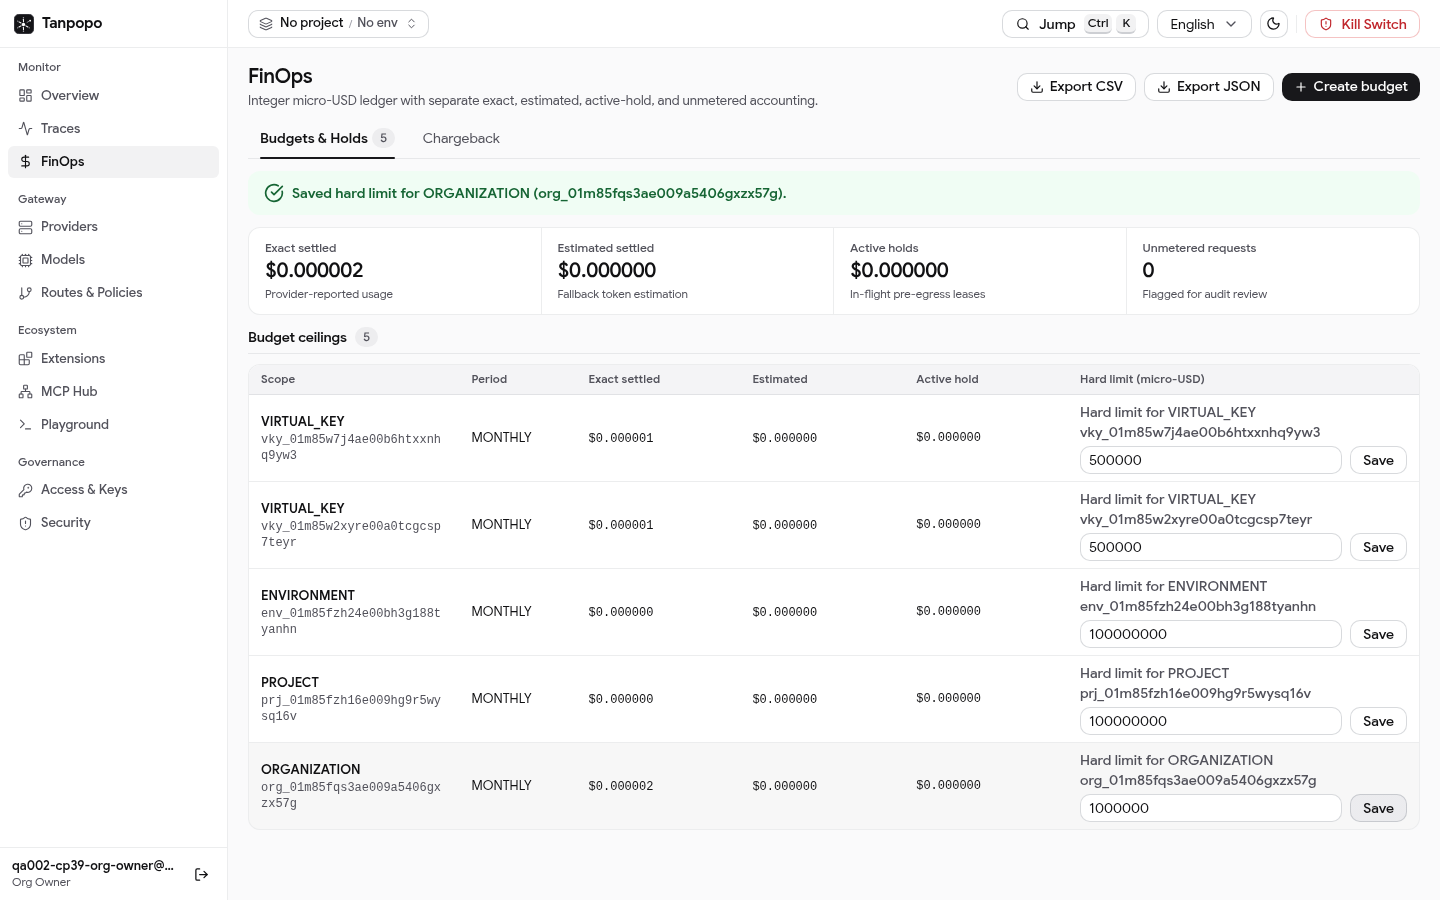 Tanpopo
No project / No env
Jump Ctrl K
English
Kill Switch
Monitor
Overview
Traces
FinOps
Gateway
Providers
Models
Routes & Policies
Ecosystem
Extensions
MCP Hub
Playground
Governance
Access & Keys
Security
qa002-cp39-org-owner@...
Org Owner
FinOps
Integer micro-USD ledger with separate exact, estimated, active-hold, and unmetered accounting.
Export CSV
Export JSON
Create budget
Budgets & Holds 5
Chargeback
Saved hard limit for ORGANIZATION (org_01m85fqs3ae009a5406gxzx57g).
Exact settled
$0.000002
Provider-reported usage
Estimated settled
$0.000000
Fallback token estimation
Active holds
$0.000000
In-flight pre-egress leases
Unmetered requests
0
Flagged for audit review
Budget ceilings 5
Scope Period Exact settled Estimated Active hold Hard limit (micro-USD)
VIRTUAL_KEY
vky_01m85w7j4ae00b6htxxnh
q9yw3
MONTHLY $0.000001 $0.000000 $0.000000
Hard limit for VIRTUAL_KEY
vky_01m85w7j4ae00b6htxxnhq9yw3
500000 Save
VIRTUAL_KEY
vky_01m85w2xyre00a0tcgcsp
7teyr
MONTHLY $0.000001 $0.000000 $0.000000
Hard limit for VIRTUAL_KEY
vky_01m85w2xyre00a0tcgcsp7teyr
500000 Save
ENVIRONMENT
env_01m85fzh24e00bh3g188t
yanhn
MONTHLY $0.000000 $0.000000 $0.000000
Hard limit for ENVIRONMENT
env_01m85fzh24e00bh3g188tyanhn
100000000 Save
PROJECT
prj_01m85fzh16e009hg9r5wy
sq16v
MONTHLY $0.000000 $0.000000 $0.000000
Hard limit for PROJECT
prj_01m85fzh16e009hg9r5wysq16v
100000000 Save
ORGANIZATION
org_01m85fqs3ae009a5406gx
zx57g
MONTHLY $0.000002 $0.000000 $0.000000
Hard limit for ORGANIZATION
org_01m85fqs3ae009a5406gxzx57g
1000000 Save